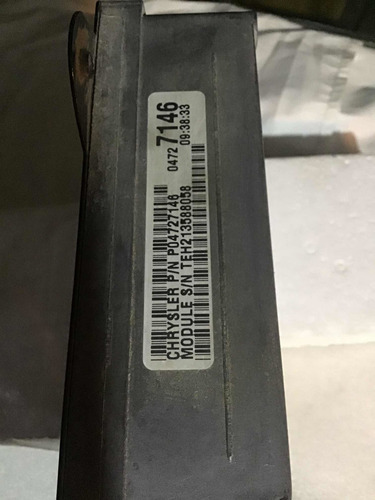 CHRYSLER P/N P04727146
MODULE S/N TEH213588058
0472 7146
09:38:33